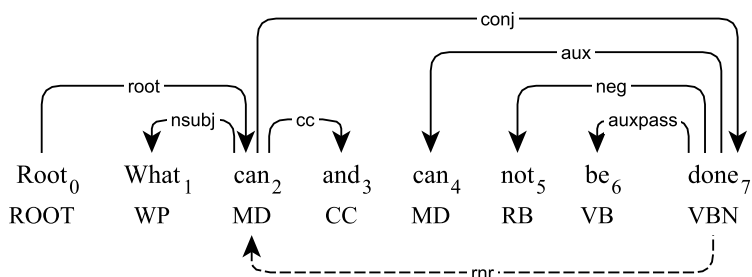 conj
aux
root neg
nsubj cc auxpass
Root0 What1 can2 and3 can4 not5 be6 done7
ROOT WP MD CC MD RB VB VBN
rnr